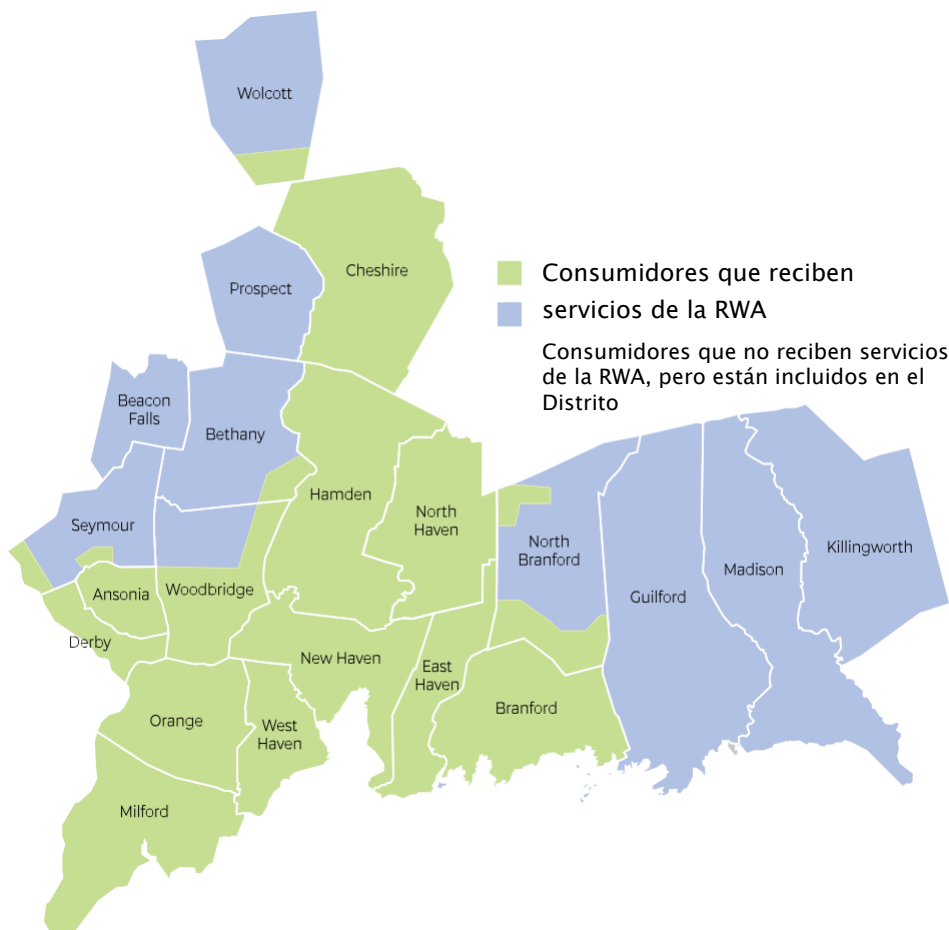 Wolcott
Cheshire
Prospect
Consumidores que reciben
servicios de la RWA
Consumidores que no reciben servicios
de la RWA, pero están incluidos en el
Distrito
Beacon
Falls
Bethany
Hamden
North
Haven
Seymour
North
Branford
Killingworth
Madison
Guilford
Ansonia
Woodbridge
Derby
New Haven
East
Haven
Branford
Orange
West
Haven
Milford